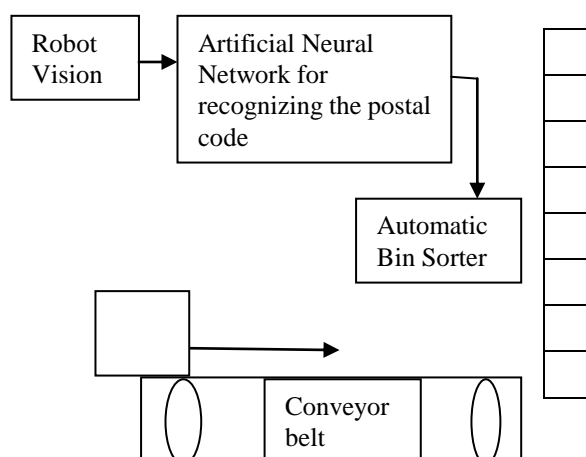 Robot
Vision
Artificial Neural
Network for
recognizing the postal
code
Automatic
Bin Sorter
Conveyor
belt